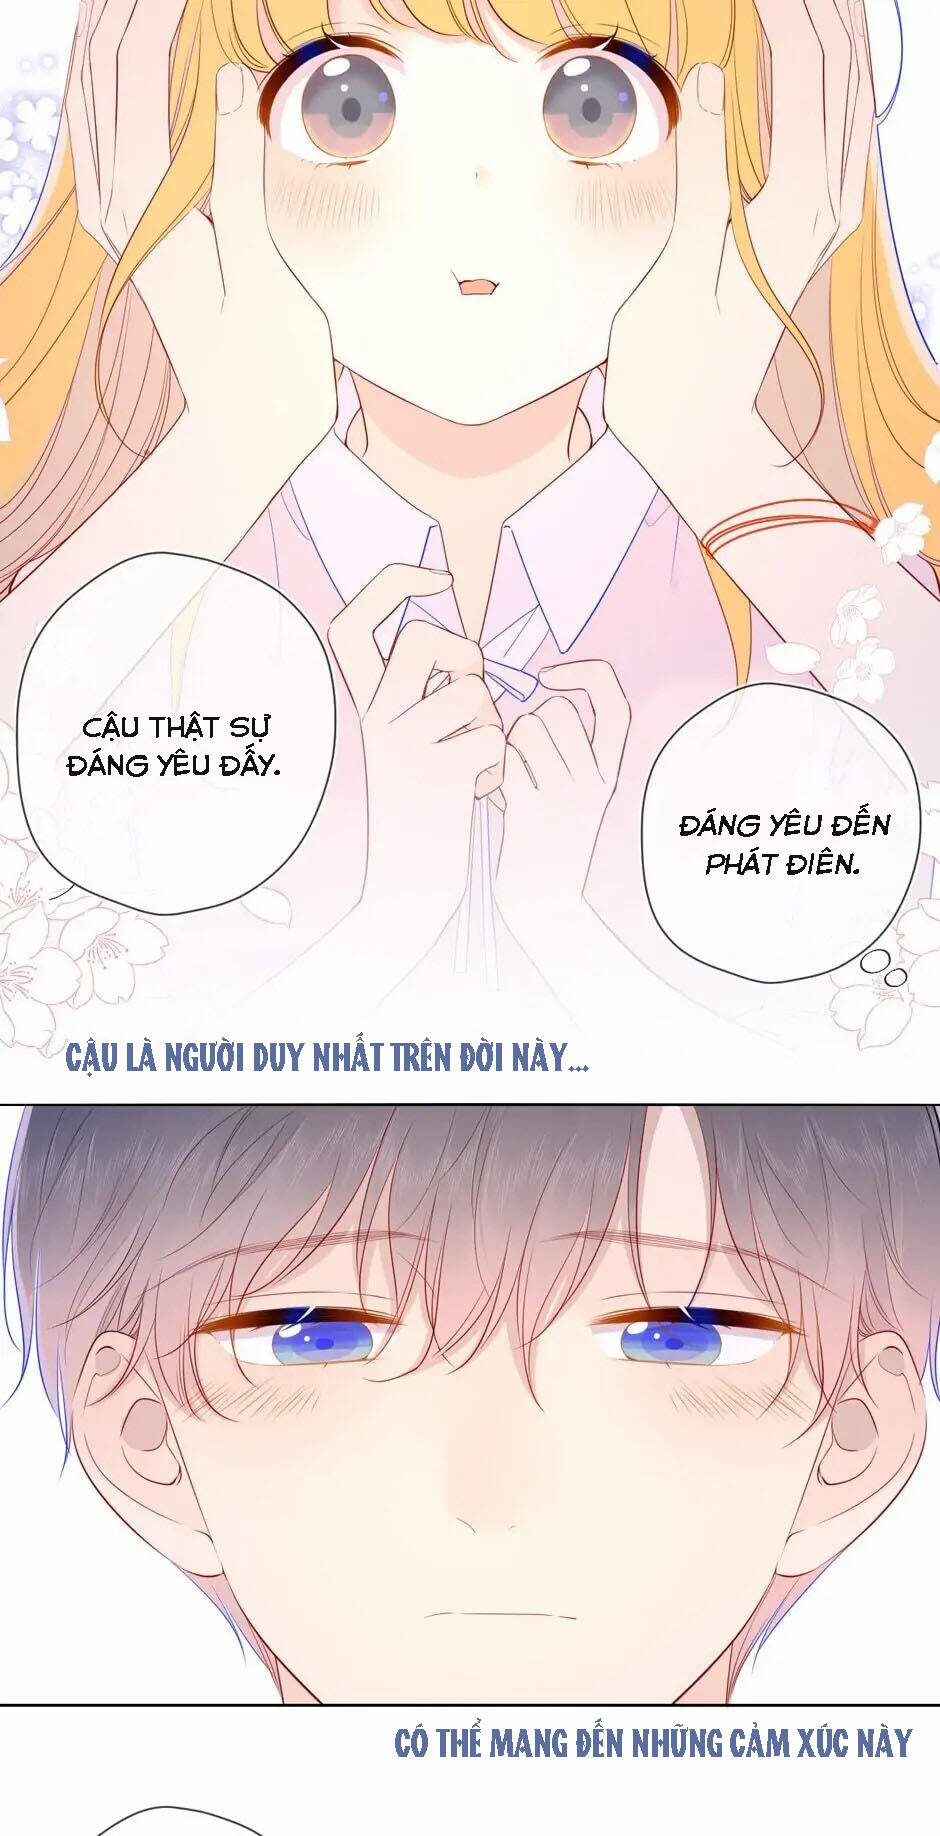 CẬU THẬT SỰ
ĐÁNG YÊU ĐẤY.
ĐÁNG YÊU ĐẾN
PHÁT ĐIÊN.
CẬU LÀ NGƯỜI DUY NHẤT TRÊN ĐỜI NÀY...
CÓ THỂ MANG ĐẾN NHỮNG CẢM XÚC NÀY